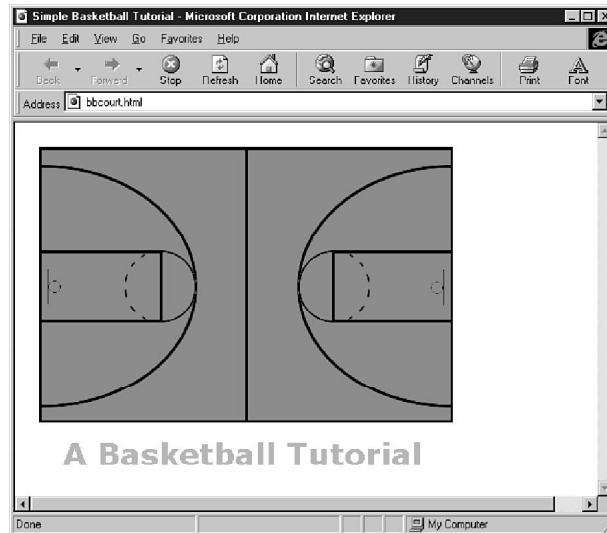 Simple Basketball Tutorial - Microsoft Corporation Internet Explorer
File Edit View Go Favorites Help
Back Forward Stop Refresh Home Search Favorites History Channels Print Font
Address bbcourt.html
A Basketball Tutorial
Done My Computer